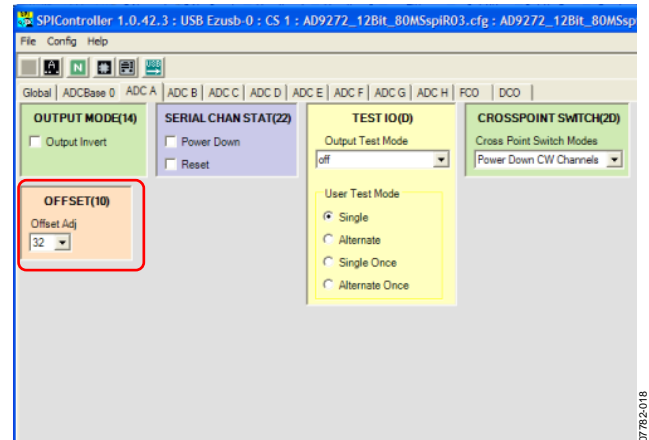 SPIController 1.0.42.3 : USB Ezusb-0 : CS 1 : AD9272_12Bit_80MSspiR03.cfg : AD9272_12Bit_80MSsp
File Config Help
A N USB
Global ADCBase 0 ADC A ADC B ADC C ADC D ADC E ADC F ADC G ADC H FCO DCO
OUTPUT MODE(14)
Output Invert
SERIAL CHAN STAT(22)
Power Down
Reset
TEST IO(D)
Output Test Mode
off
User Test Mode
Single
Alternate
Single Once
Alternate Once
CROSSPOINT SWITCH(2D)
Cross Point Switch Modes
Power Down CW Channels
OFFSET(10)
Offset Adj
32
07782-018